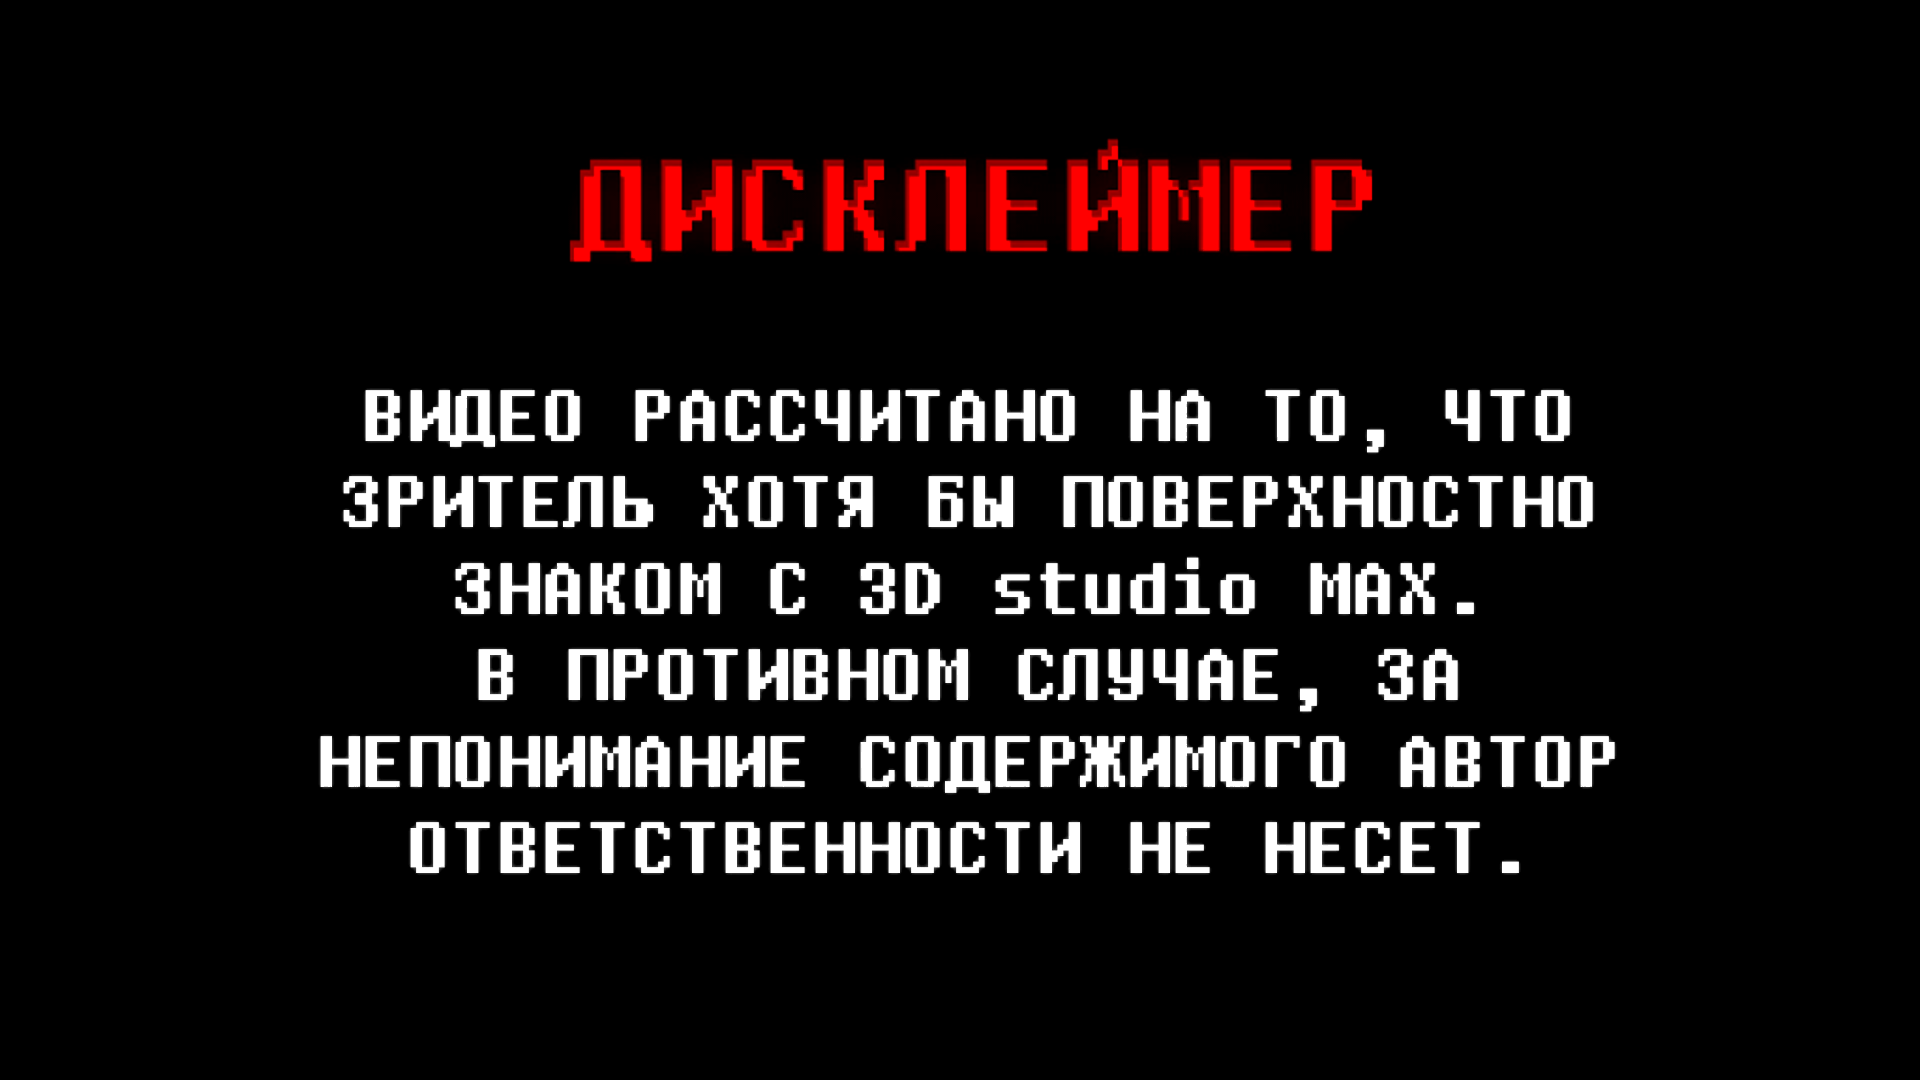 ДИСКЛЕЙМЕР
ВИДЕО РАССЧИТАНО НА ТО, ЧТО
ЗРИТЕЛЬ ХОТЯ БЫ ПОВЕРХНОСТНО
ЗНАКОМ С 3D studio MAX.
В ПРОТИВНОМ СЛУЧАЕ, ЗА
НЕПОНИМАНИЕ СОДЕРЖИМОГО АВТОР
ОТВЕТСТВЕННОСТИ НЕ НЕСЕТ.